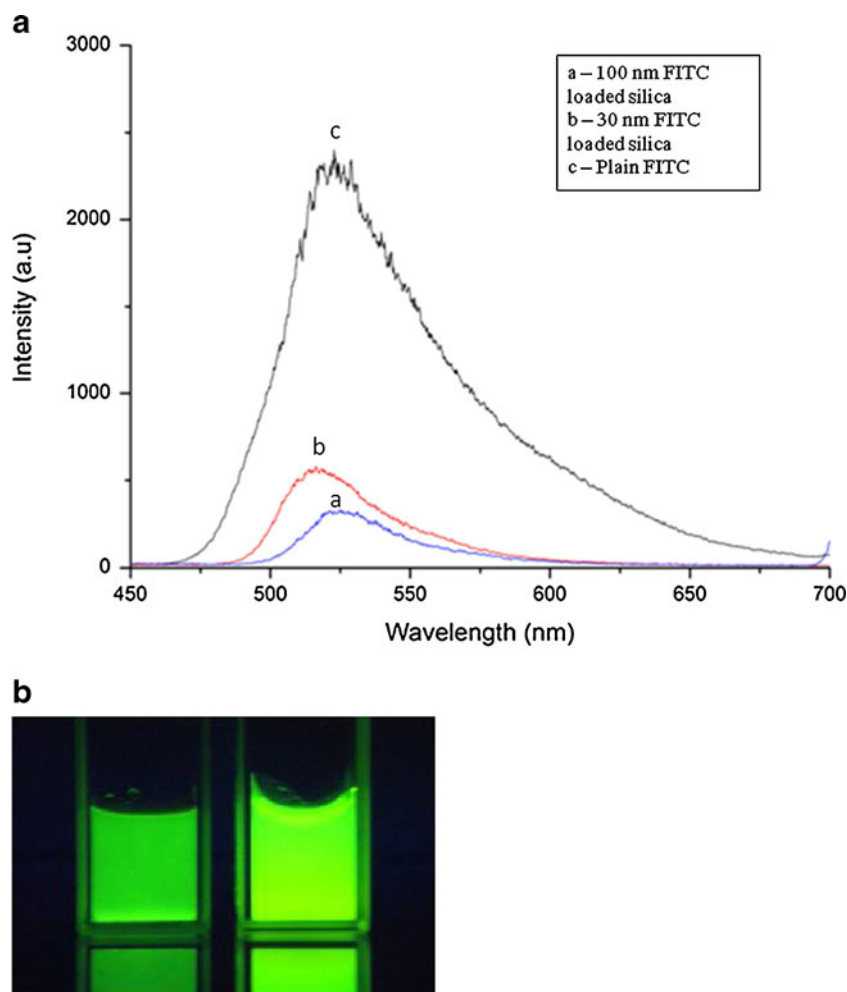 a
3000
2000
1000
0
Intensity (a.u)
c
b
a
a – 100 nm FITC
loaded silica
b – 30 nm FITC
loaded silica
c – Plain FITC
450
500
550
600
650
700
Wavelength (nm)
b